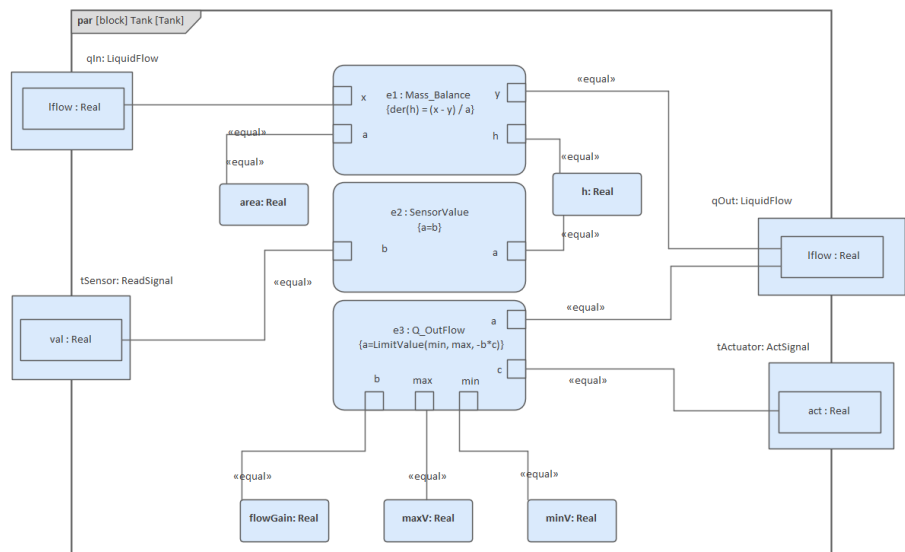 par [block] Tank [Tank]
qIn: LiquidFlow
lflow : Real
«equal»
«equal»
area: Real
x
a
e1 : Mass_Balance
{der(h) = (x - y) / a}
y
h
«equal»
«equal»
h: Real
e2 : SensorValue
{a=b}
b
a
«equal»
qOut: LiquidFlow
lflow : Real
tSensor: ReadSignal
val : Real
«equal»
e3 : Q_OutFlow
{a=LimitValue(min, max, -b*c)}
a
c
b
max
min
«equal»
«equal»
tActuator: ActSignal
act : Real
«equal»
«equal»
«equal»
flowGain: Real
maxV: Real
minV: Real